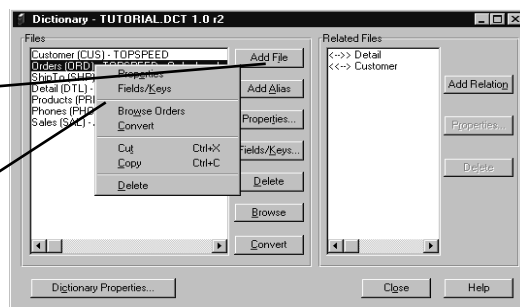 Dictionary - TUTORIAL.DCT 1.0 r2
Files
Customer (CUS) - TOPSPEED
Orders (ORD) - TOPSPEED
ShipTo (SHP)
Detail (DTL) -
Products (PR
Phones (PHO
Sales (SAL) -
Properties
Fields/Keys
Browse Orders
Convert
Cut Ctrl+X
Copy Ctrl+C
Delete
Add File
Add Alias
Properties...
Fields/Keys...
Delete
Browse
Convert
Related Files
<-->> Detail
<<--> Customer
Add Relation
Properties...
Delete
Dictionary Properties...
Close
Help